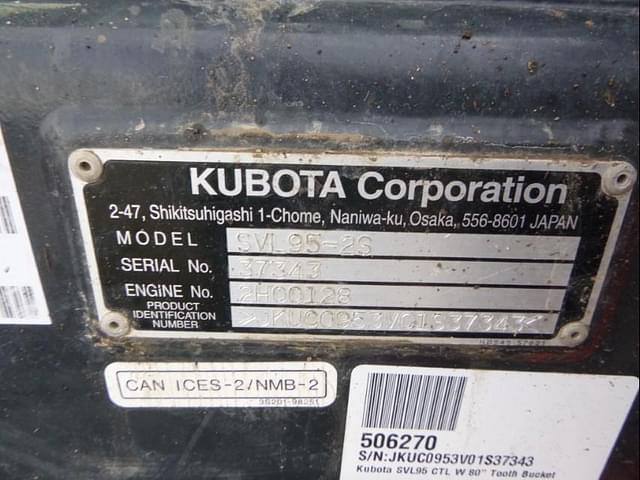 KUBOTA Corporation
2-47, Shikitsuhigashi 1-Chome, Naniwa-ku, Osaka, 556-8601 JAPAN
MODEL SVL95-2S
SERIAL No. 37343
ENGINE No. 2H00128
PRODUCT IDENTIFICATION NUMBER >JKUC0953V01S37343<
CAN ICES-2/NMB-2
506270
S/N:JKUC0953V01S37343
Kubota SVL95 CTL W 80" Tooth Bucket